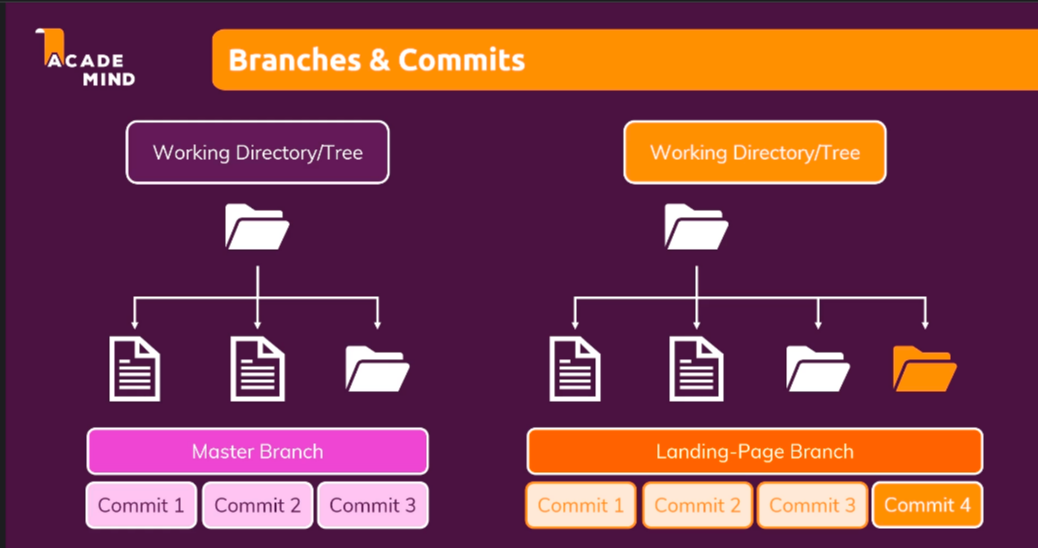 ACADE
MIND
Branches & Commits
Working Directory/Tree
Working Directory/Tree
Master Branch
Landing-Page Branch
Commit 1
Commit 2
Commit 3
Commit 1
Commit 2
Commit 3
Commit 4